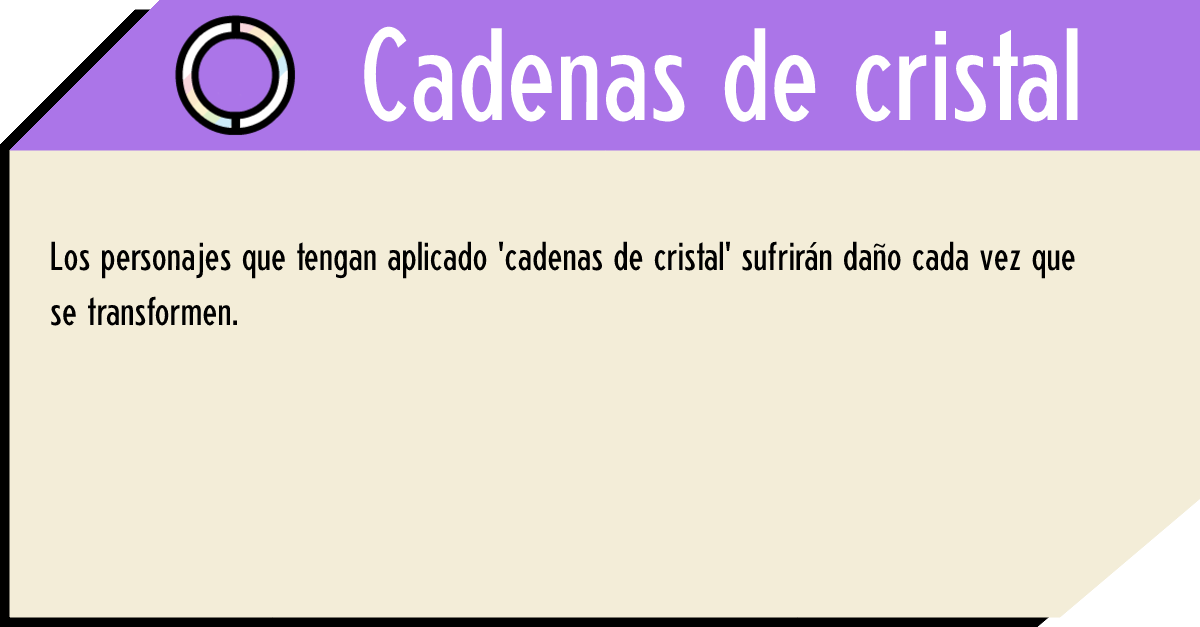 Cadenas de cristal
Los personajes que tengan aplicado 'cadenas de cristal' sufrirán daño cada vez que
se transformen.